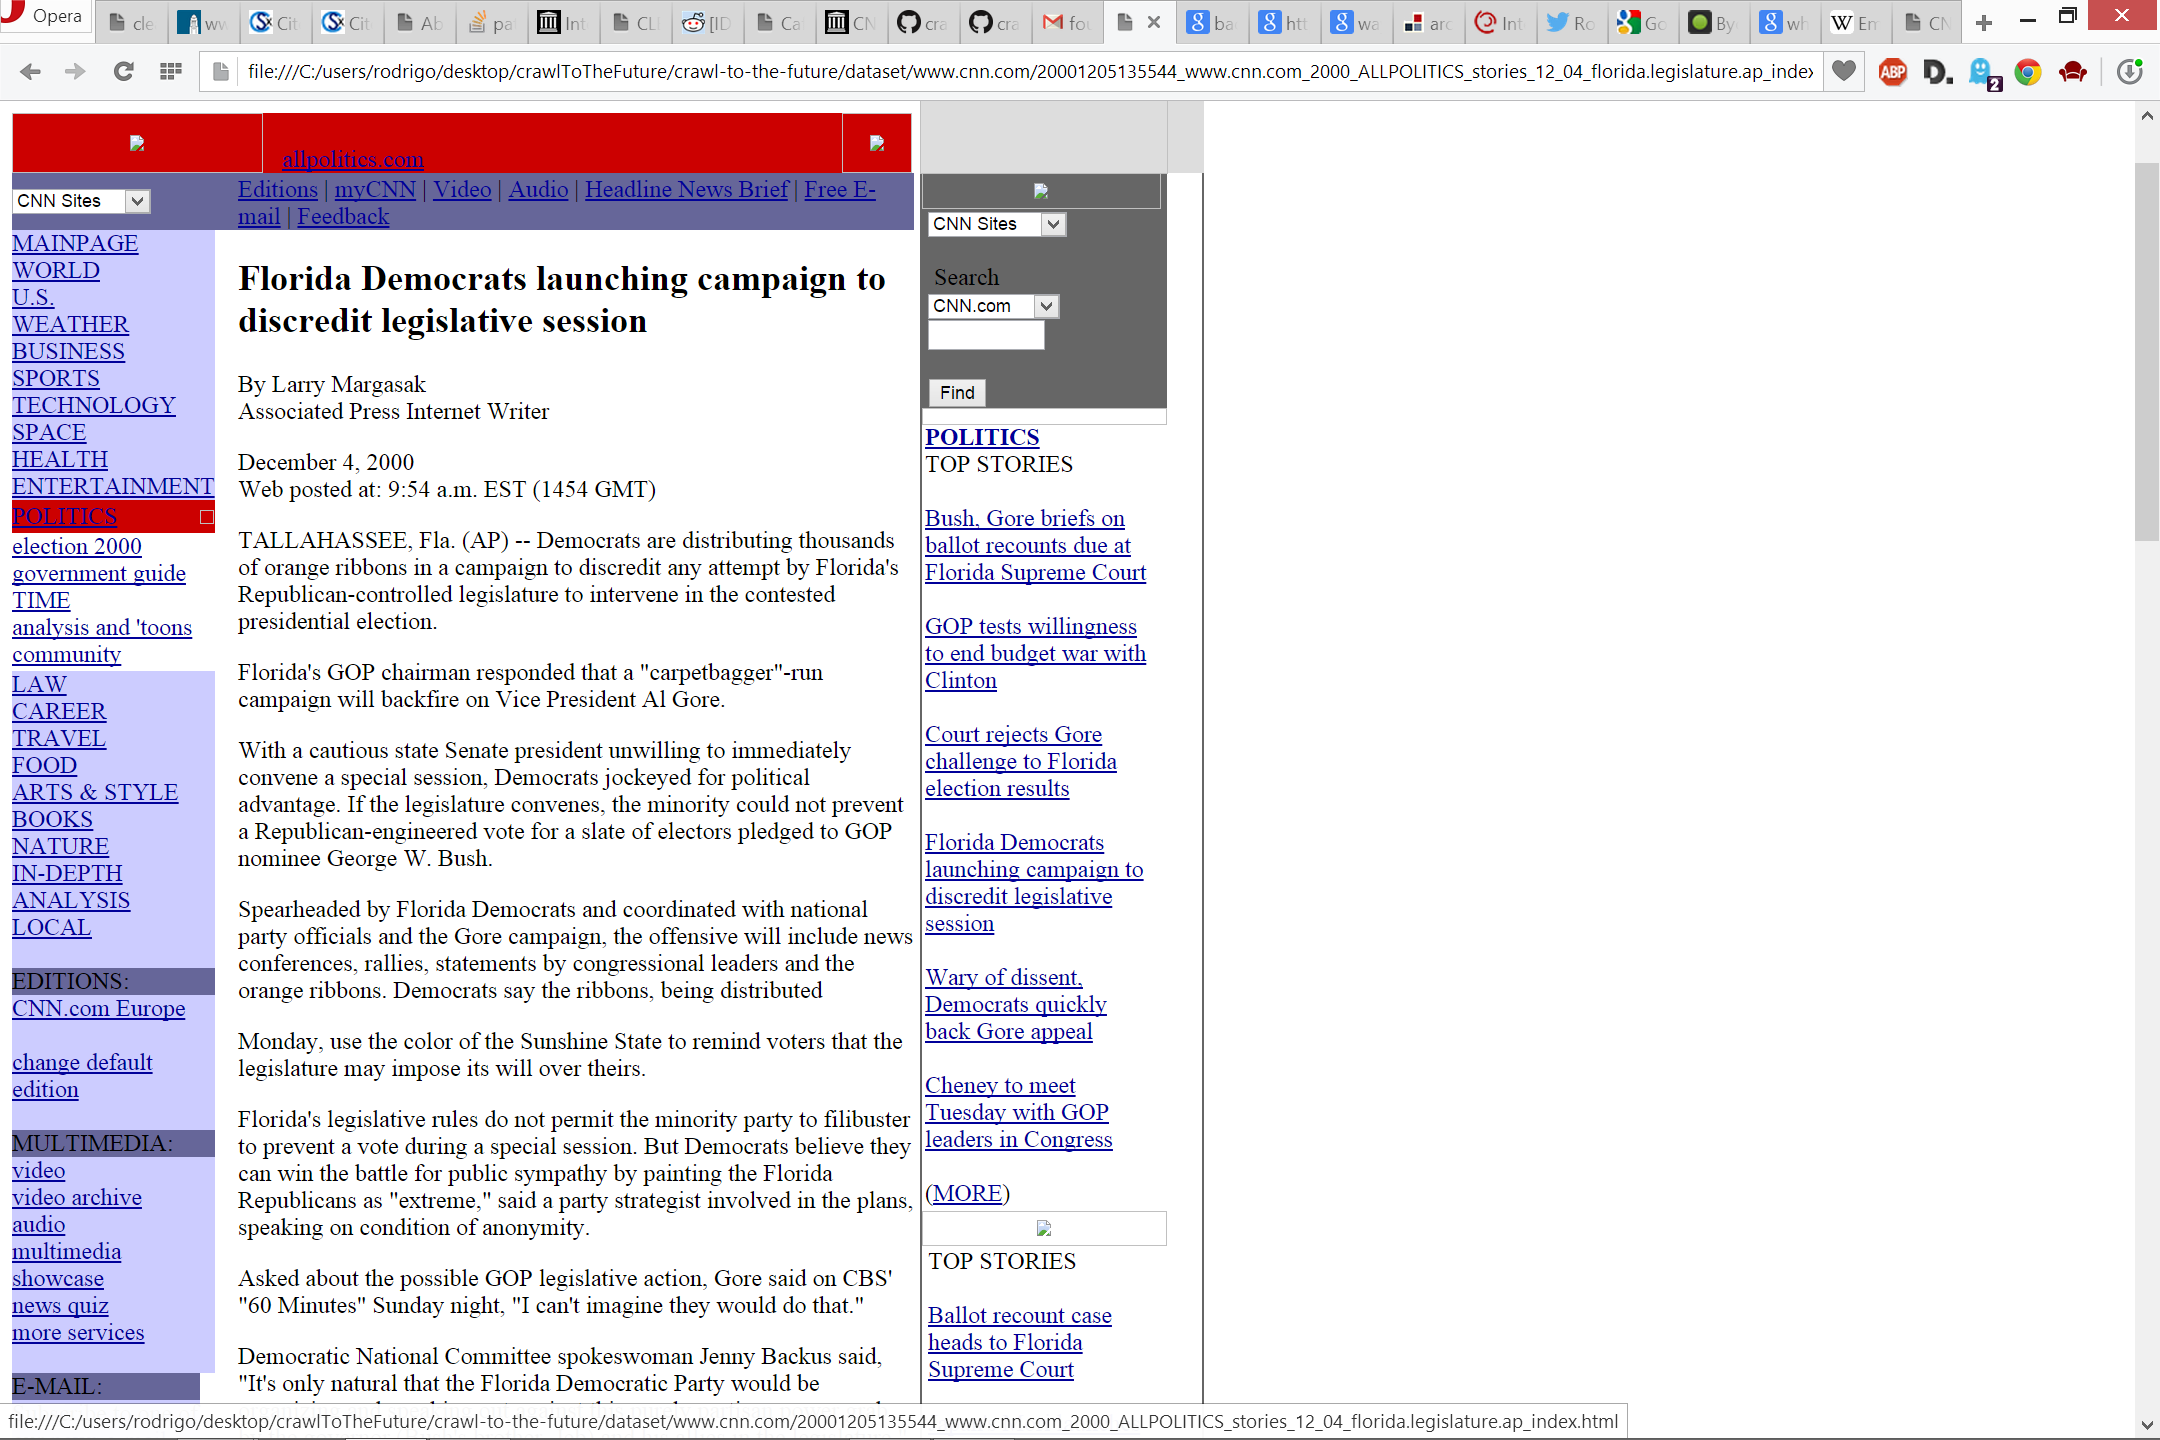 Opera
cle
ww
Cit
Cit
Ab
pa
Int
CLI
[ID
Ca
CN
cra
cra
fou
ba
htt
wa
arc
Int
Ro
Go
By
wh
En
CN
file:///C:/users/rodrigo/desktop/crawlToTheFuture/crawl-to-the-future/dataset/www.cnn.com/20001205135544_www.cnn.com_2000_ALLPOLITICS_stories_12_04_florida.legislature.ap_index
ABP
D.
2
allpolitics.com
CNN Sites
Editions | myCNN | Video | Audio | Headline News Brief | Free E-
mail | Feedback
MAINPAGE
WORLD
U.S.
WEATHER
BUSINESS
SPORTS
TECHNOLOGY
SPACE
HEALTH
ENTERTAINMENT
POLITICS
election 2000
government guide
TIME
analysis and 'toons
community
LAW
CAREER
TRAVEL
FOOD
ARTS & STYLE
BOOKS
NATURE
IN-DEPTH
ANALYSIS
LOCAL
EDITIONS:
CNN.com Europe
change default
edition
MULTIMEDIA:
video
video archive
audio
multimedia
showcase
news quiz
more services
E-MAIL:
Florida Democrats launching campaign to
discredit legislative session
By Larry Margasak
Associated Press Internet Writer
December 4, 2000
Web posted at: 9:54 a.m. EST (1454 GMT)
TALLAHASSEE, Fla. (AP) -- Democrats are distributing thousands
of orange ribbons in a campaign to discredit any attempt by Florida's
Republican-controlled legislature to intervene in the contested
presidential election.
Florida's GOP chairman responded that a "carpetbagger"-run
campaign will backfire on Vice President Al Gore.
With a cautious state Senate president unwilling to immediately
convene a special session, Democrats jockeyed for political
advantage. If the legislature convenes, the minority could not prevent
a Republican-engineered vote for a slate of electors pledged to GOP
nominee George W. Bush.
Spearheaded by Florida Democrats and coordinated with national
party officials and the Gore campaign, the offensive will include news
conferences, rallies, statements by congressional leaders and the
orange ribbons. Democrats say the ribbons, being distributed
Monday, use the color of the Sunshine State to remind voters that the
legislature may impose its will over theirs.
Florida's legislative rules do not permit the minority party to filibuster
to prevent a vote during a special session. But Democrats believe they
can win the battle for public sympathy by painting the Florida
Republicans as "extreme," said a party strategist involved in the plans,
speaking on condition of anonymity.
Asked about the possible GOP legislative action, Gore said on CBS'
"60 Minutes" Sunday night, "I can't imagine they would do that."
Democratic National Committee spokeswoman Jenny Backus said,
"It's only natural that the Florida Democratic Party would be
CNN Sites
Search
CNN.com
Find
POLITICS
TOP STORIES
Bush, Gore briefs on
ballot recounts due at
Florida Supreme Court
GOP tests willingness
to end budget war with
Clinton
Court rejects Gore
challenge to Florida
election results
Florida Democrats
launching campaign to
discredit legislative
session
Wary of dissent,
Democrats quickly
back Gore appeal
Cheney to meet
Tuesday with GOP
leaders in Congress
(MORE)
TOP STORIES
Ballot recount case
heads to Florida
Supreme Court
file:///C:/users/rodrigo/desktop/crawlToTheFuture/crawl-to-the-future/dataset/www.cnn.com/20001205135544_www.cnn.com_2000_ALLPOLITICS_stories_12_04_florida.legislature.ap_index.html